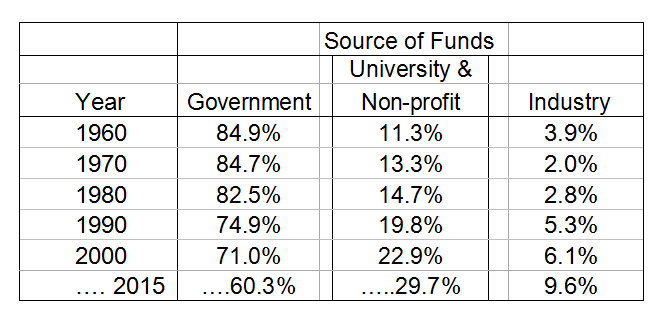 Source of Funds
University &
Year Government Non-profit Industry
1960 84.9% 11.3% 3.9%
1970 84.7% 13.3% 2.0%
1980 82.5% 14.7% 2.8%
1990 74.9% 19.8% 5.3%
2000 71.0% 22.9% 6.1%
…. 2015 ….60.3% …..29.7% 9.6%